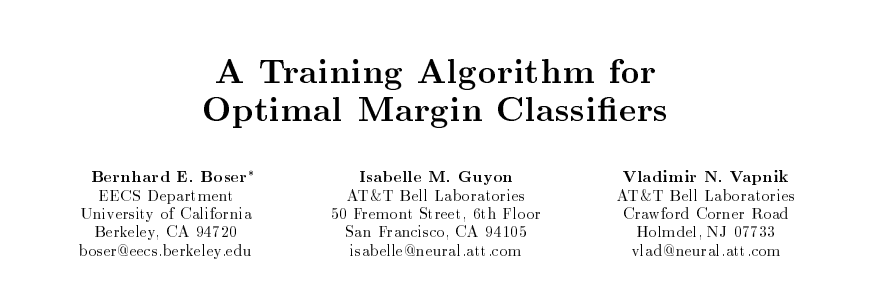 A Training Algorithm for
Optimal Margin Classifiers
Bernhard E. Boser*
EECS Department
University of California
Berkeley, CA 94720
boser@eecs.berkeley.edu
Isabelle M. Guyon
AT&T Bell Laboratories
50 Fremont Street, 6th Floor
San Francisco, CA 94105
isabelle@neural.att.com
Vladimir N. Vapnik
AT&T Bell Laboratories
Crawford Corner Road
Holmdel, NJ 07733
vlad@neural.att.com